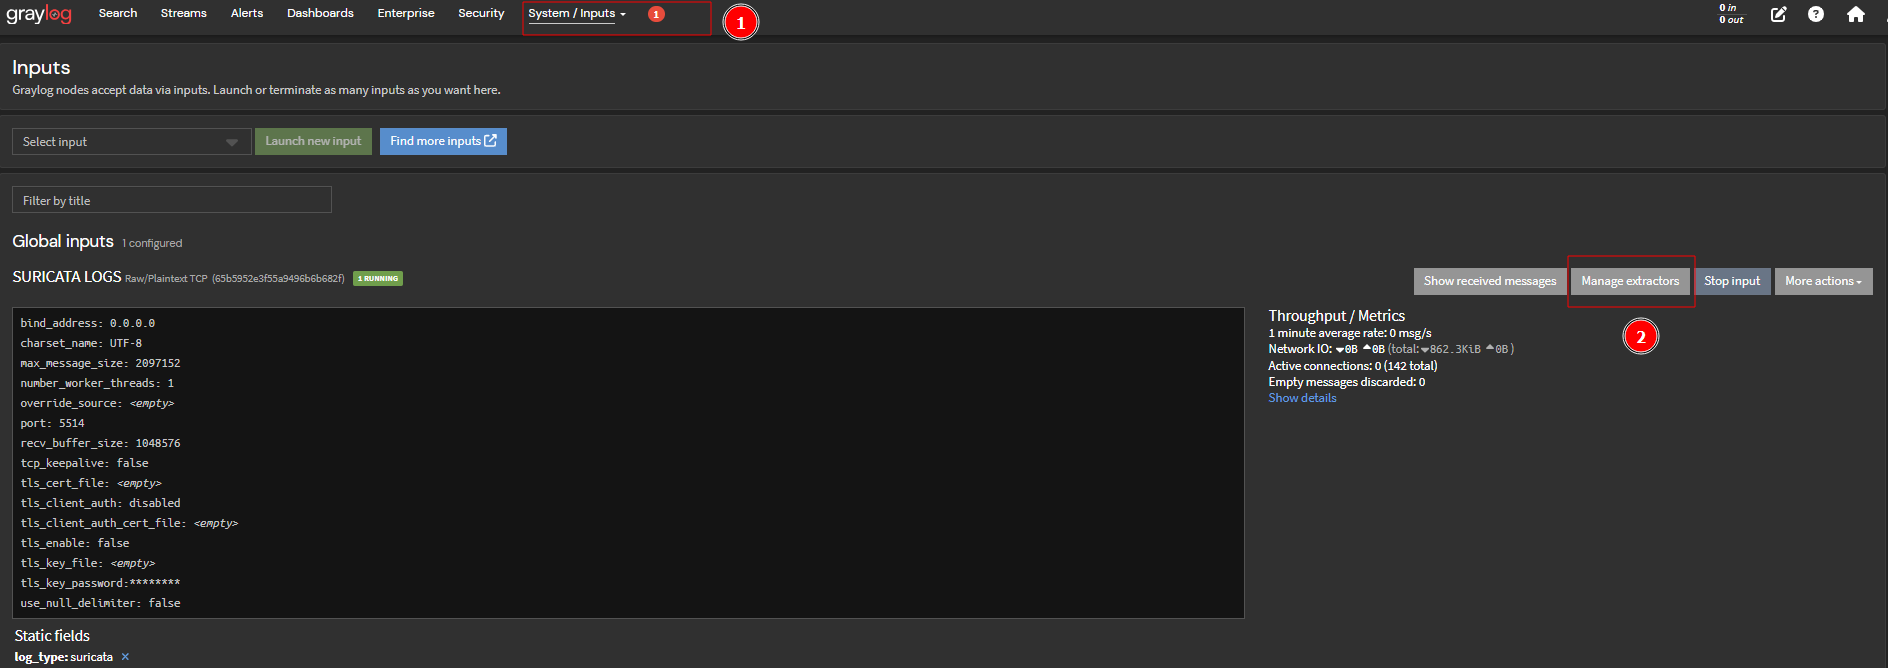 graylog Search Streams Alerts Dashboards Enterprise Security System / Inputs 1 1 0 in
0 out
Inputs
Graylog nodes accept data via inputs. Launch or terminate as many inputs as you want here.
Select input Launch new input Find more inputs
Filter by title
Global inputs 1 configured
SURICATA LOGS Raw/Plaintext TCP (65b5952e3f55a9496b6b682f) 1 RUNNING Show received messages Manage extractors Stop input More actions
bind_address: 0.0.0.0
charset_name: UTF-8
max_message_size: 2097152
number_worker_threads: 1
override_source: <empty>
port: 5514
recv_buffer_size: 1048576
tcp_keepalive: false
tls_cert_file: <empty>
tls_client_auth: disabled
tls_client_auth_cert_file: <empty>
tls_enable: false
tls_key_file: <empty>
tls_key_password:********
use_null_delimiter: false
Throughput / Metrics
1 minute average rate: 0 msg/s
Network IO: 0B 0B (total: 862.3KiB 0B )
Active connections: 0 (142 total)
Empty messages discarded: 0
Show details
2
Static fields
log_type: suricata